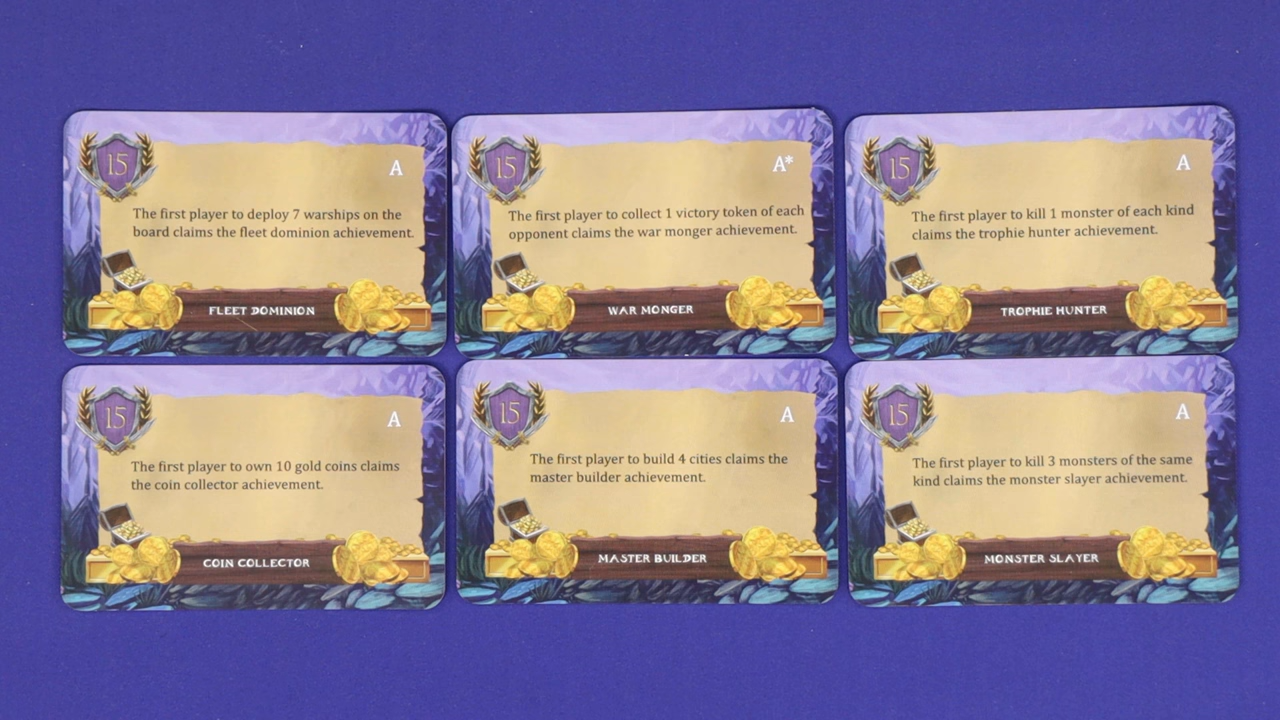 15
A
The first player to deploy 7 warships on the
board claims the fleet dominion achievement.
FLEET DOMINION
15
A*
The first player to collect 1 victory token of each
opponent claims the war monger achievement.
WAR MONGER
15
A
The first player to kill 1 monster of each kind
claims the trophie hunter achievement.
TROPHIE HUNTER
15
A
The first player to own 10 gold coins claims
the coin collector achievement.
COIN COLLECTOR
15
A
The first player to build 4 cities claims the
master builder achievement.
MASTER BUILDER
15
A
The first player to kill 3 monsters of the same
kind claims the monster slayer achievement.
MONSTER SLAYER